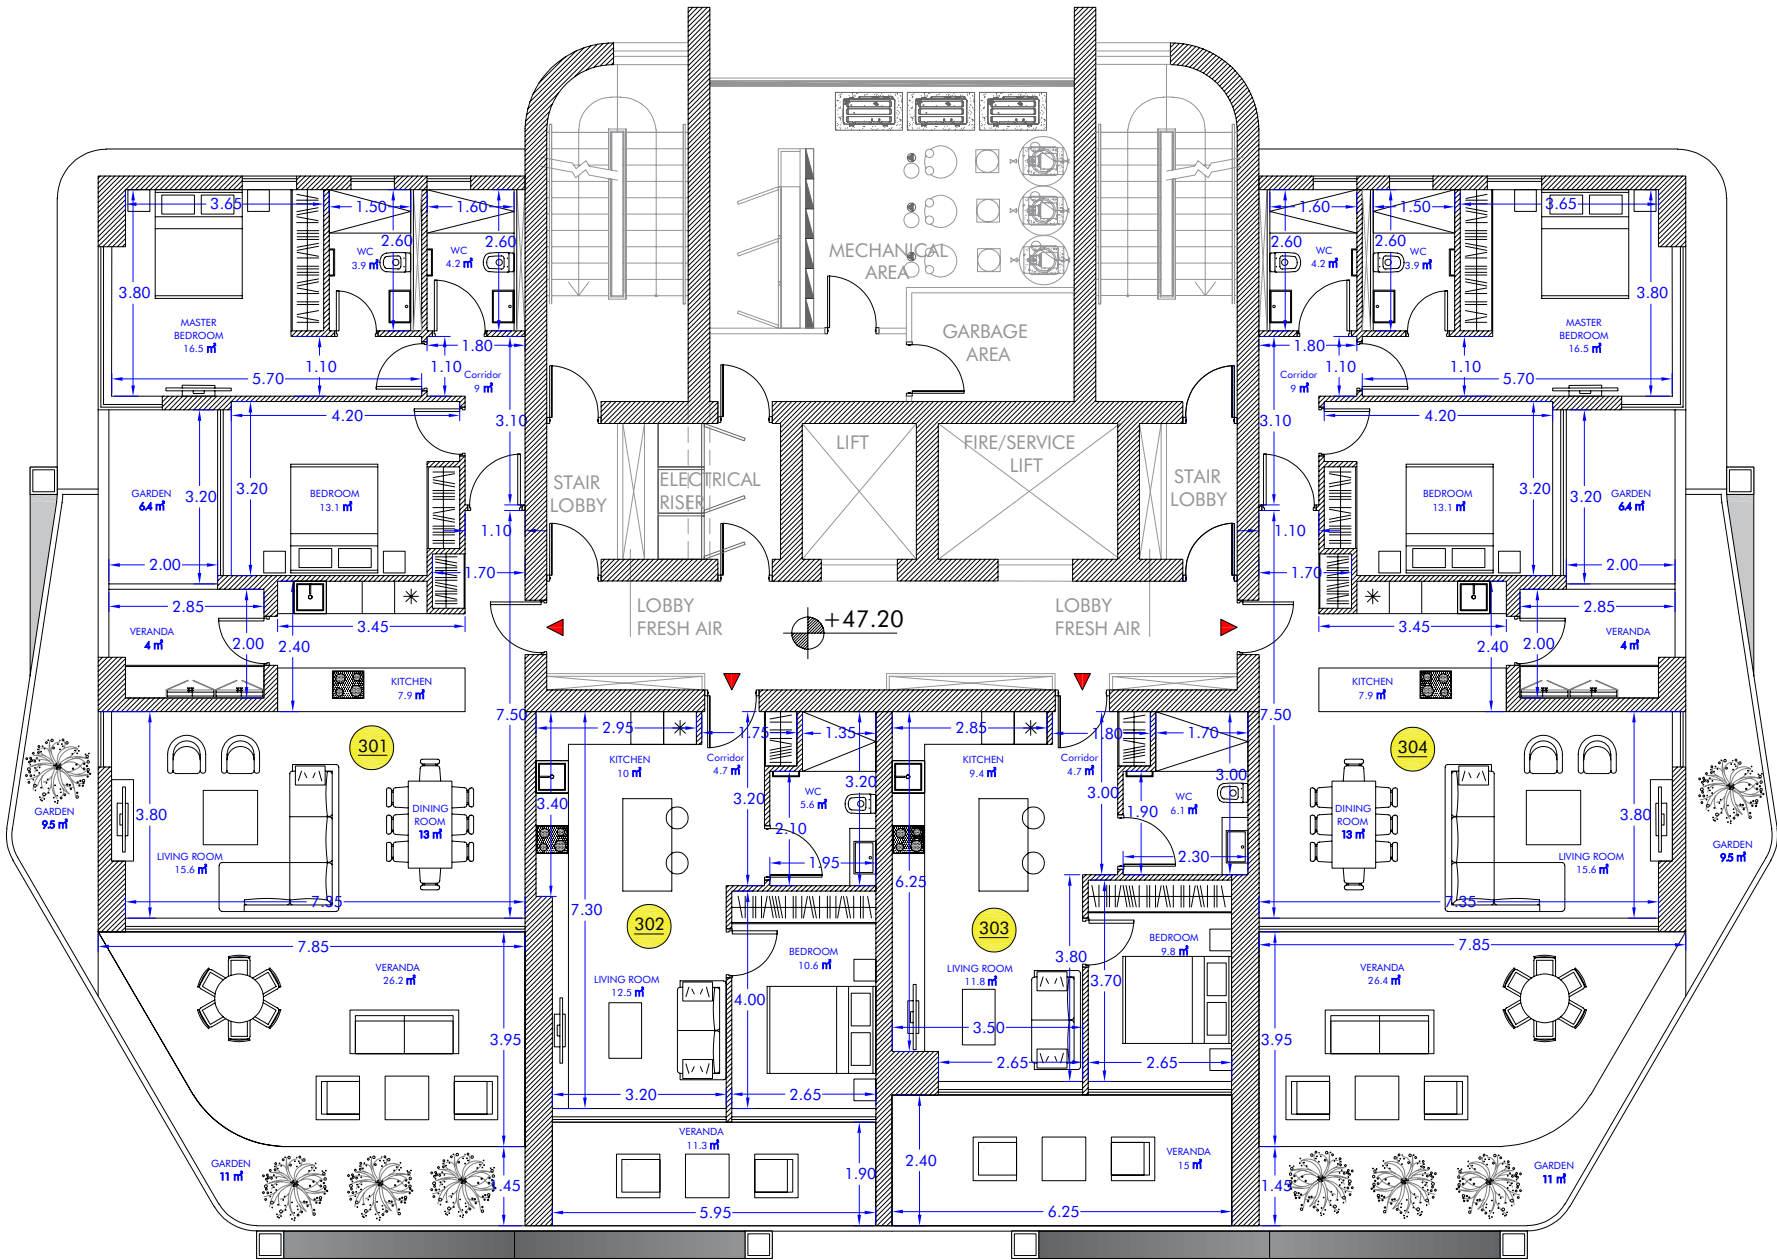 3.65
1.50
1.60
2.60
2.60
WC
3.9 ㎡
WC
4.2 ㎡
3.80
MASTER
BEDROOM
16.5 ㎡
1.10
1.80
1.10
5.70
Corridor
9 ㎡
4.20
3.10
GARDEN
6.4 ㎡
3.20
3.20
BEDROOM
13.1 ㎡
1.10
2.00
1.70
2.85
VERANDA
4 ㎡
2.00
3.45
2.40
KITCHEN
7.9 ㎡
7.50
301
GARDEN
9.5 ㎡
3.80
DINING
ROOM
13 ㎡
LIVING ROOM
15.6 ㎡
7.35
7.85
VERANDA
26.2 ㎡
3.95
GARDEN
11 ㎡
1.45
MECHANICAL
AREA
GARBAGE
AREA
LIFT
FIRE/SERVICE
LIFT
STAIR
LOBBY
ELECTRICAL
RISER
STAIR
LOBBY
LOBBY
FRESH AIR
+47.20
LOBBY
FRESH AIR
2.95
1.75
1.35
KITCHEN
10 ㎡
Corridor
4.7 ㎡
3.20
3.20
3.40
WC
5.6 ㎡
2.10
1.95
7.30
302
BEDROOM
10.6 ㎡
LIVING ROOM
12.5 ㎡
4.00
3.20
2.65
VERANDA
11.3 ㎡
1.90
5.95
2.85
1.80
1.70
KITCHEN
9.4 ㎡
Corridor
4.7 ㎡
3.00
3.00
WC
6.1 ㎡
1.90
2.30
6.25
303
BEDROOM
9.8 ㎡
LIVING ROOM
11.8 ㎡
3.80
3.70
3.50
2.65
2.65
VERANDA
15 ㎡
2.40
6.25
1.60
1.50
3.65
2.60
2.60
WC
4.2 ㎡
WC
3.9 ㎡
3.80
MASTER
BEDROOM
16.5 ㎡
1.80
1.10
1.10
5.70
Corridor
9 ㎡
4.20
3.10
BEDROOM
13.1 ㎡
3.20
3.20
GARDEN
6.4 ㎡
1.10
1.70
2.00
2.85
3.45
2.00
VERANDA
4 ㎡
2.40
KITCHEN
7.9 ㎡
7.50
304
DINING
ROOM
13 ㎡
3.80
GARDEN
9.5 ㎡
LIVING ROOM
15.6 ㎡
7.35
7.85
VERANDA
26.4 ㎡
3.95
GARDEN
11 ㎡
1.45